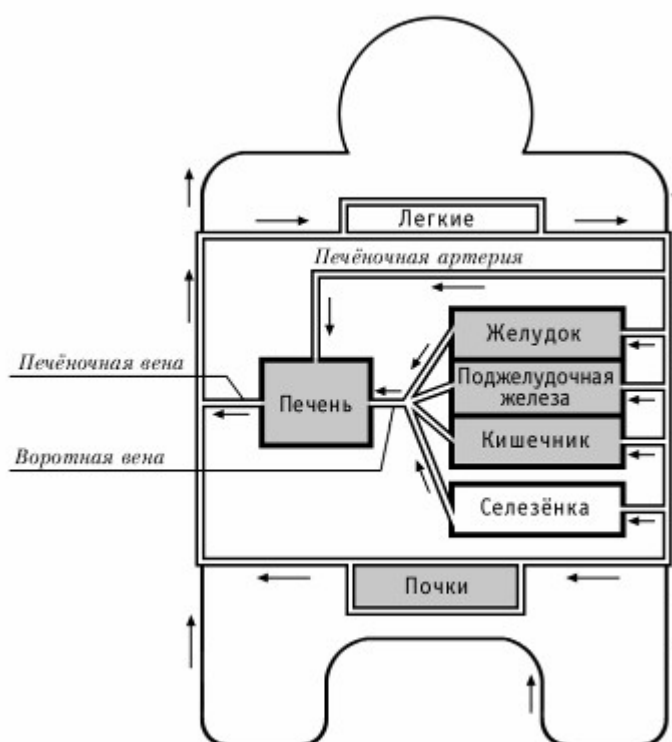 Легкие
Печёночная артерия
Желудок
Печёночная вена
Поджелудочная
железа
Печень
Кишечник
Воротная вена
Селезёнка
Почки